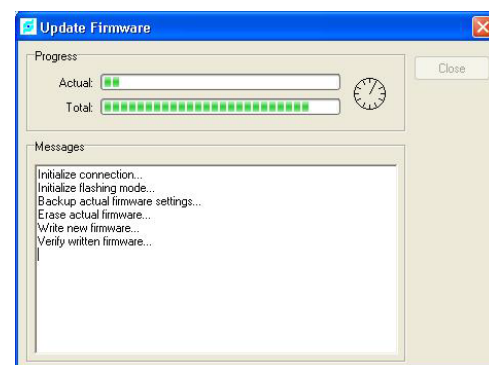 Update Firmware
Progress
Close
Actual:
Total:
Messages
Initialize connection...
Initialize flashing mode...
Backup actual firmware settings...
Erase actual firmware...
Write new firmware...
Verify written firmware...